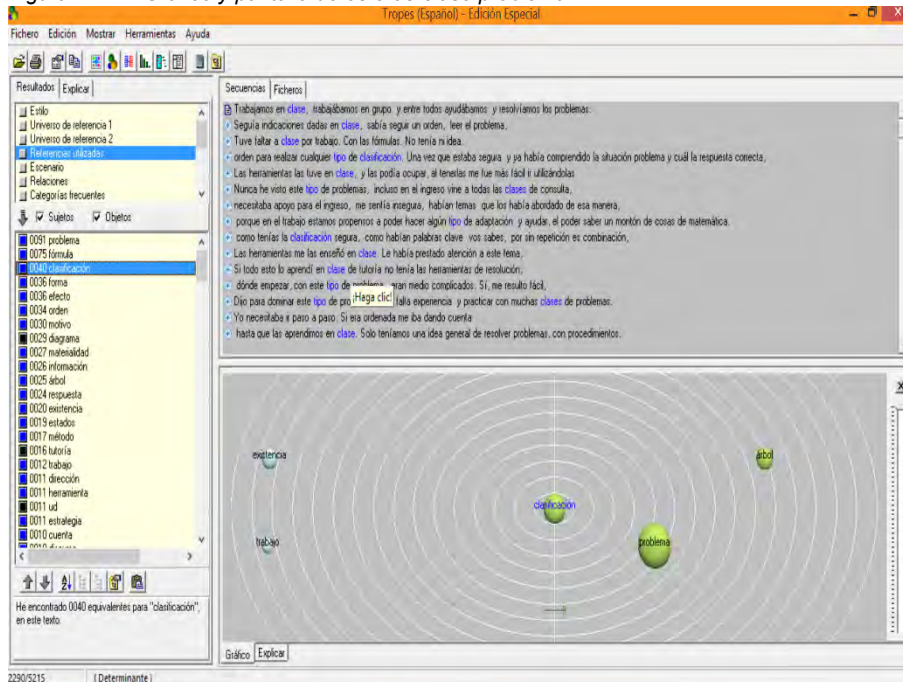 Tropes (Español) - Edición Especial
Fichero Edición Mostrar Herramientas Ayuda
Resultados Explicar
Estilo
Universo de referencia 1
Universo de referencia 2
Referencias utilizadas
Escenario
Relaciones
Categorías frecuentes
Sujetos Objetos
0091 problema
0075 fórmula
0040 clasificación
0036 forma
0036 efecto
0034 orden
0030 motivo
0029 diagrama
0027 materialidad
0026 información
0025 árbol
0024 respuesta
0020 existencia
0019 estados
0017 método
0016 tutoría
0012 trabajo
0011 dirección
0011 herramienta
0011 ud
0011 estrategia
0010 cuenta
He encontrado 0040 equivalentes para "clasificación",
en este texto.
Secuencias Ficheros
Trabajamos en clase, trabajábamos en grupo y entre todos ayudábamos y resolvíamos los problemas.
Seguía indicaciones dadas en clase, sabía seguir un orden, leer el problema,
Tuve faltar a clase por trabajo. Con las fórmulas. No tenía ni idea.
orden para realizar cualquier tipo de clasificación. Una vez que estaba segura y ya había comprendido la situación problema y cuál la respuesta correcta,
Las herramientas las tuve en clase, y las podía ocupar, al tenerlas me fue más fácil ir utilizándolas
Nunca he visto este tipo de problemas, incluso en el ingreso vine a todas las clases de consulta,
necesitaba apoyo para el ingreso, me sentía insegura, habían temas que los había abordado de esa manera,
porque en el trabajo estamos propensos a poder hacer algún tipo de adaptación y ayudar, el poder saber un montón de cosas de matemática.
como tenías la clasificación segura, como habían palabras clave vos sabes, por sin repetición es combinación,
Las herramientas me las enseñó en clase. Le había prestado atención a este tema,
Si todo esto lo aprendí en clase de tutoría no tenía las herramientas de resolución,
dónde empezar, con este tipo de problema, eran medio complicados. Sí, me resulto fácil,
Dijo para dominar este tipo de pro ¡Haga clic! falta experiencia y practicar con muchas clases de problemas.
Yo necesitaba ir paso a paso. Si era ordenada me iba dando cuenta
hasta que las aprendimos en clase. Solo teníamos una idea general de resolver problemas, con procedimientos.
existencia
árbol
clasificación
trabajo
problema
Gráfico Explicar
2290/5215 (Determinante)